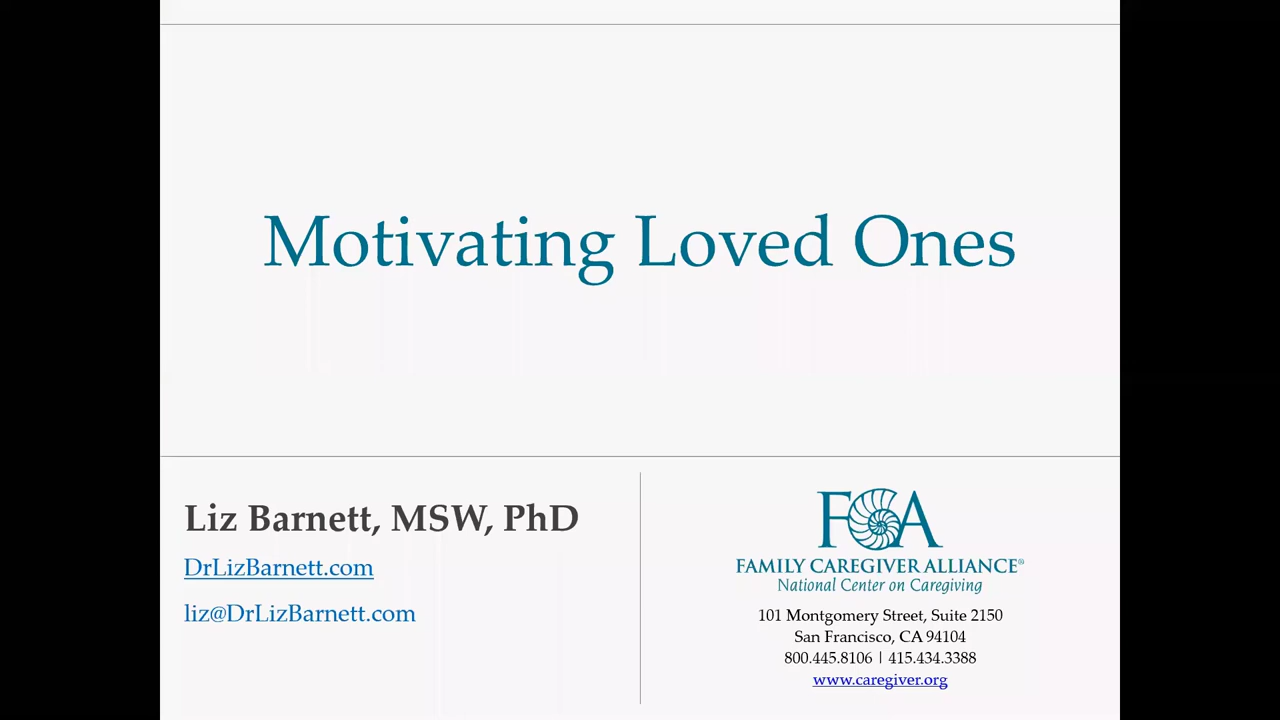 Motivating Loved Ones
Liz Barnett, MSW, PhD
DrLizBarnett.com
liz@DrLizBarnett.com
FCA
FAMILY CAREGIVER ALLIANCE®
National Center on Caregiving
101 Montgomery Street, Suite 2150
San Francisco, CA 94104
800.445.8106 | 415.434.3388
www.caregiver.org